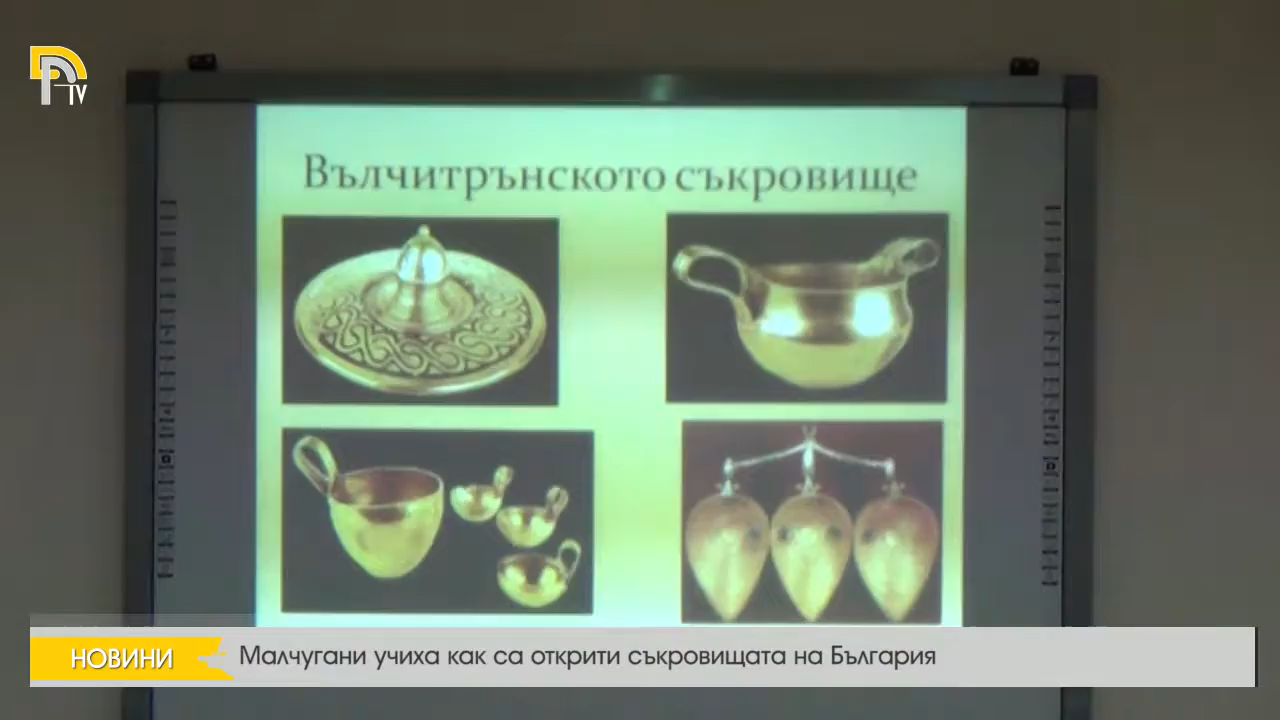 TV
Вълчитрънското съкровище
НОВИНИ
Малчугани учиха как са открити съкровищата на България